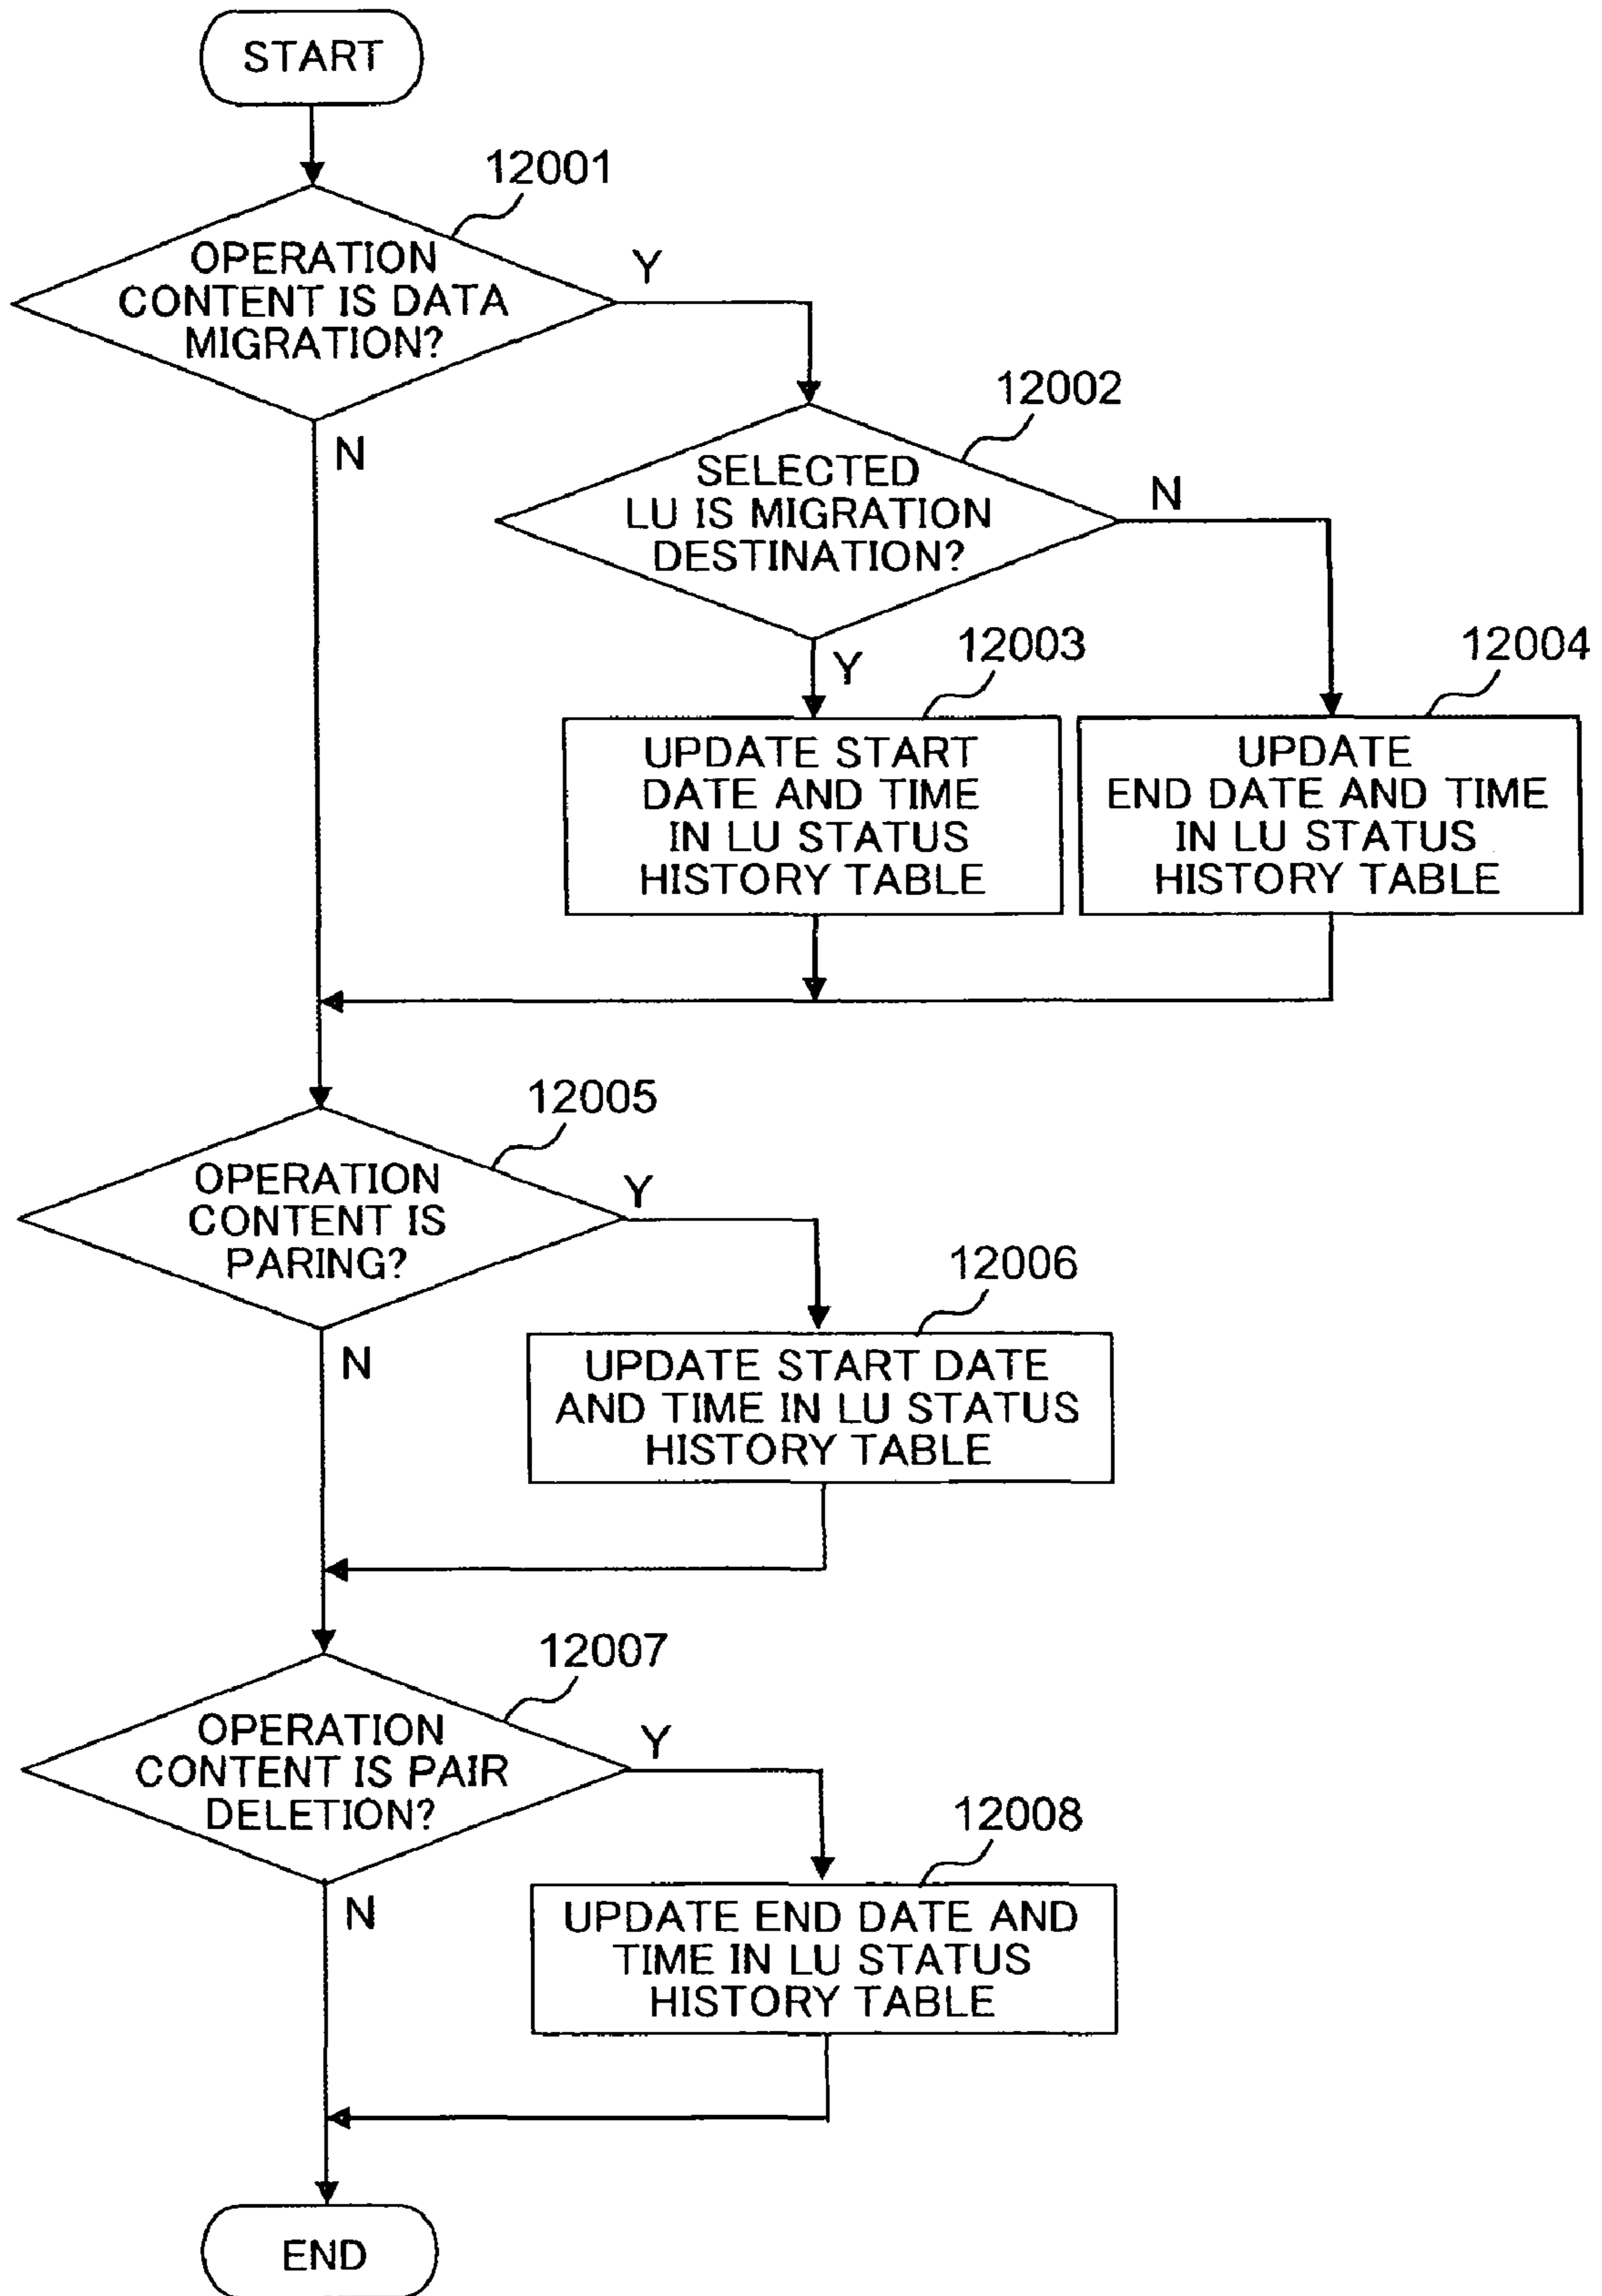 START
12001
OPERATION
CONTENT IS DATA
MIGRATION?
Y
N
12002
SELECTED
LU IS MIGRATION
DESTINATION?
N
Y
12003
UPDATE START
DATE AND TIME
IN LU STATUS
HISTORY TABLE
12004
UPDATE
END DATE AND TIME
IN LU STATUS
HISTORY TABLE
12005
OPERATION
CONTENT IS
PARING?
Y
N
12006
UPDATE START DATE
AND TIME IN LU STATUS
HISTORY TABLE
12007
OPERATION
CONTENT IS PAIR
DELETION?
Y
N
12008
UPDATE END DATE AND
TIME IN LU STATUS
HISTORY TABLE
END